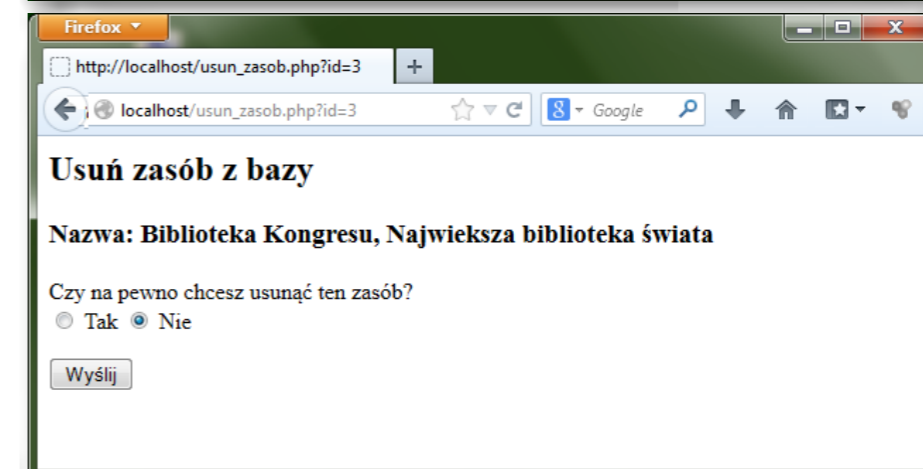 Firefox
http://localhost/usun_zasob.php?id=3
localhost/usun_zasob.php?id=3
Google
Usuń zasób z bazy
Nazwa: Biblioteka Kongresu, Najwieksza biblioteka świata
Czy na pewno chcesz usunąć ten zasób?
Tak Nie
Wyślij